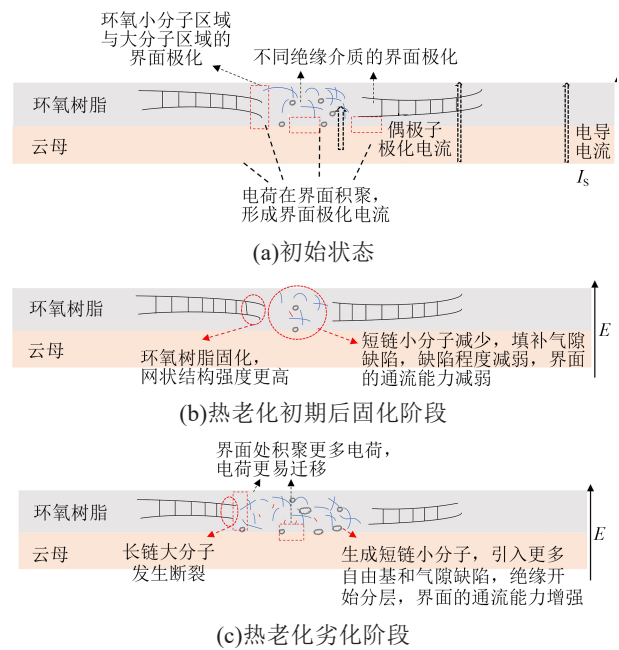 环氧小分子区域
与大分子区域的
界面极化
不同绝缘介质的界面极化
环氧树脂
云母
偶极子
极化电流
电导
电流
I_S
电荷在界面积聚，
形成界面极化电流
(a)初始状态
环氧树脂
云母
环氧树脂固化，
网状结构强度更高
短链小分子减少，填补气隙
缺陷，缺陷程度减弱，界面
的通流能力减弱
E
(b)热老化初期后固化阶段
界面处积聚更多电荷，
电荷更易迁移
环氧树脂
云母
长链大分子
发生断裂
生成短链小分子，引入更多
自由基和气隙缺陷，绝缘开
始分层，界面的通流能力增强
E
(c)热老化劣化阶段